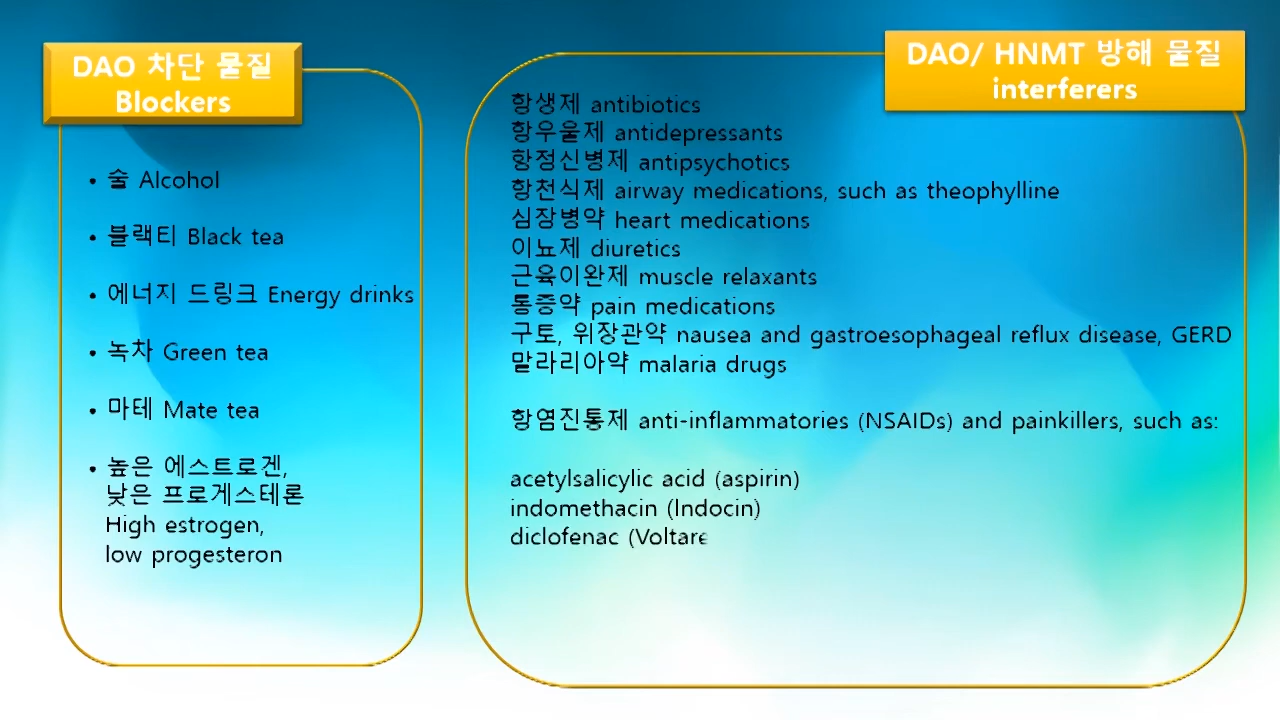 DAO 차단 물질
Blockers
• 술 Alcohol
• 블랙티 Black tea
• 에너지 드링크 Energy drinks
• 녹차 Green tea
• 마테 Mate tea
• 높은 에스트로겐,
낮은 프로게스테론
High estrogen,
low progesteron
DAO/ HNMT 방해 물질
interferers
항생제 antibiotics
항우울제 antidepressants
항정신병제 antipsychotics
항천식제 airway medications, such as theophylline
심장병약 heart medications
이뇨제 diuretics
근육이완제 muscle relaxants
통증약 pain medications
구토, 위장관약 nausea and gastroesophageal reflux disease, GERD
말라리아약 malaria drugs
항염진통제 anti-inflammatories (NSAIDs) and painkillers, such as:
acetylsalicylic acid (aspirin)
indomethacin (Indocin)
diclofenac (Voltare